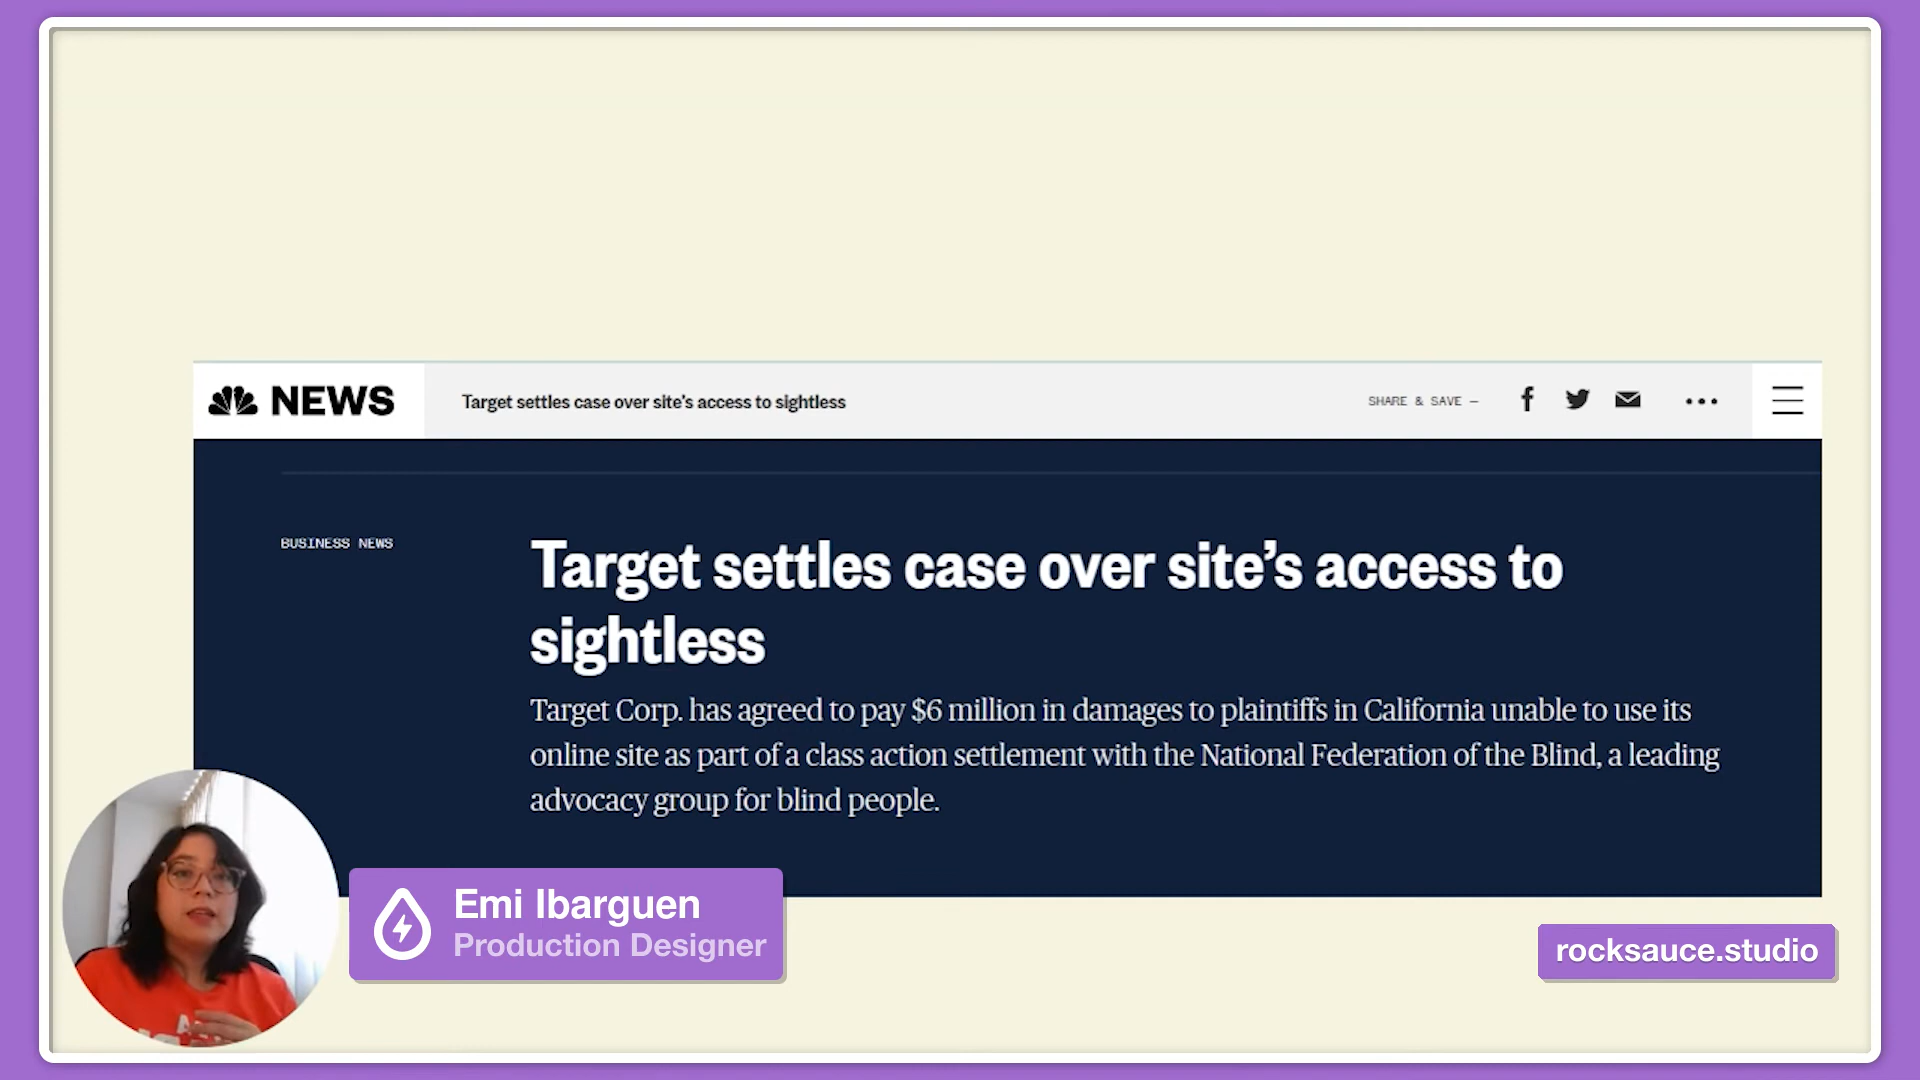 NEWS
Target settles case over site's access to sightless
SHARE & SAVE —
BUSINESS NEWS
Target settles case over site's access to
sightless
Target Corp. has agreed to pay $6 million in damages to plaintiffs in California unable to use its
online site as part of a class action settlement with the National Federation of the Blind, a leading
advocacy group for blind people.
Emi Ibarguen
Production Designer
rocksauce.studio